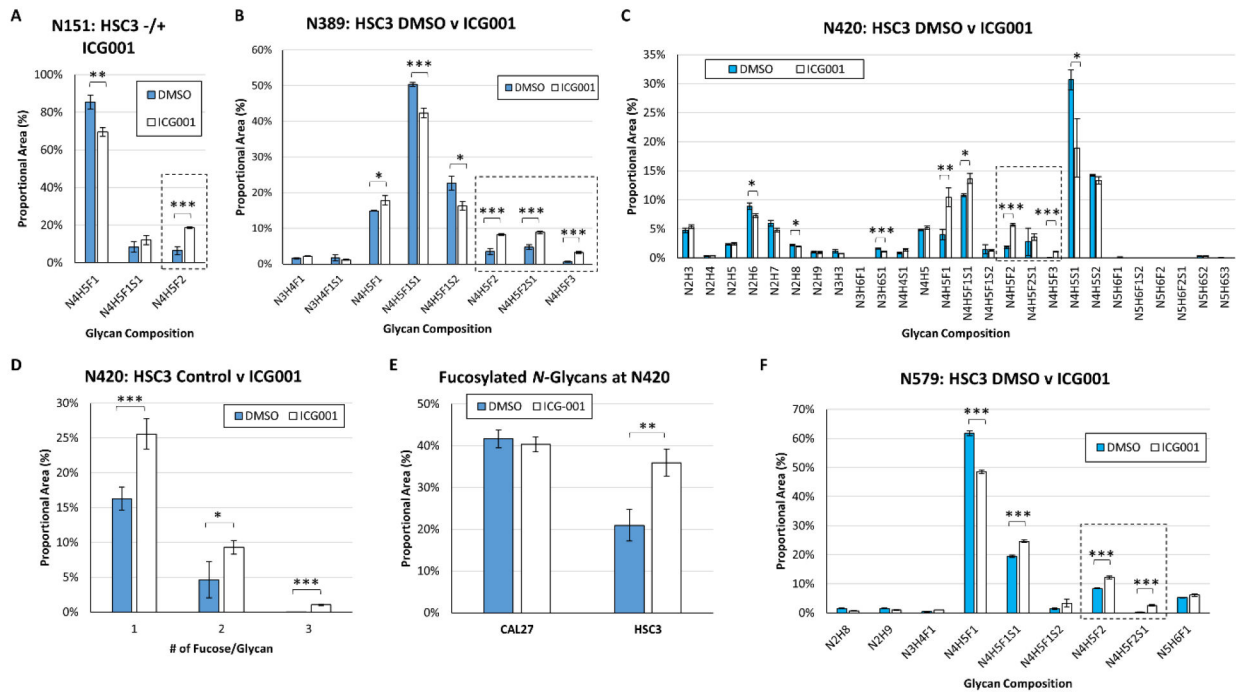 A
N151: HSC3 -/+
ICG001
Proportional Area (%)
100%
80%
60%
40%
20%
0%
**
***
DMSO
ICG001
N4H5F1
N4H5F1S1
N4H5F2
Glycan Composition
B
N389: HSC3 DMSO v ICG001
Proportional Area (%)
60%
50%
40%
30%
20%
10%
0%
*
***
*
***
***
***
DMSO
ICG001
N3H4F1
N3H4F1S1
N4H5F1
N4H5F1S1
N4H5F1S2
N4H5F2
N4H5F2S1
N4H5F3
Glycan Composition
C
N420: HSC3 DMSO v ICG001
Proportional Area (%)
35%
30%
25%
20%
15%
10%
5%
0%
DMSO
ICG001
*
*
***
**
*
***
***
*
N2H3
N2H4
N2H5
N2H6
N2H7
N2H8
N2H9
N3H3
N3H6F1
N3H6S1
N4H4S1
N4H5
N4H5F1
N4H5F1S1
N4H5F1S2
N4H5F2
N4H5F2S1
N4H5F3
N4H5S1
N4H5S2
N5H6F1
N5H6F1S2
N5H6F2
N5H6F2S1
N5H6S2
N5H6S3
Glycan Composition
D
N420: HSC3 Control v ICG001
Proportional Area (%)
30%
25%
20%
15%
10%
5%
0%
DMSO
ICG001
***
*
***
1
2
3
# of Fucose/Glycan
E
Fucosylated N-Glycans at N420
Proportional Area (%)
50%
40%
30%
20%
10%
0%
DMSO
ICG-001
**
CAL27
HSC3
F
N579: HSC3 DMSO v ICG001
Proportional Area (%)
70%
60%
50%
40%
30%
20%
10%
0%
DMSO
ICG001
***
***
***
***
N2H8
N2H9
N3H4F1
N4H5F1
N4H5F1S1
N4H5F1S2
N4H5F2
N4H5F2S1
N5H6F1
Glycan Composition